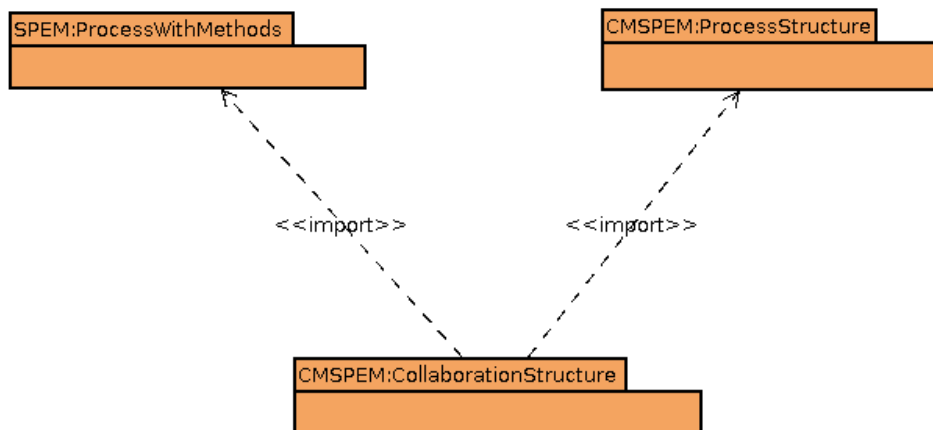 SPEM:ProcessWithMethods
CMSPEM:ProcessStructure
<<import>>
<<import>>
CMSPEM:CollaborationStructure